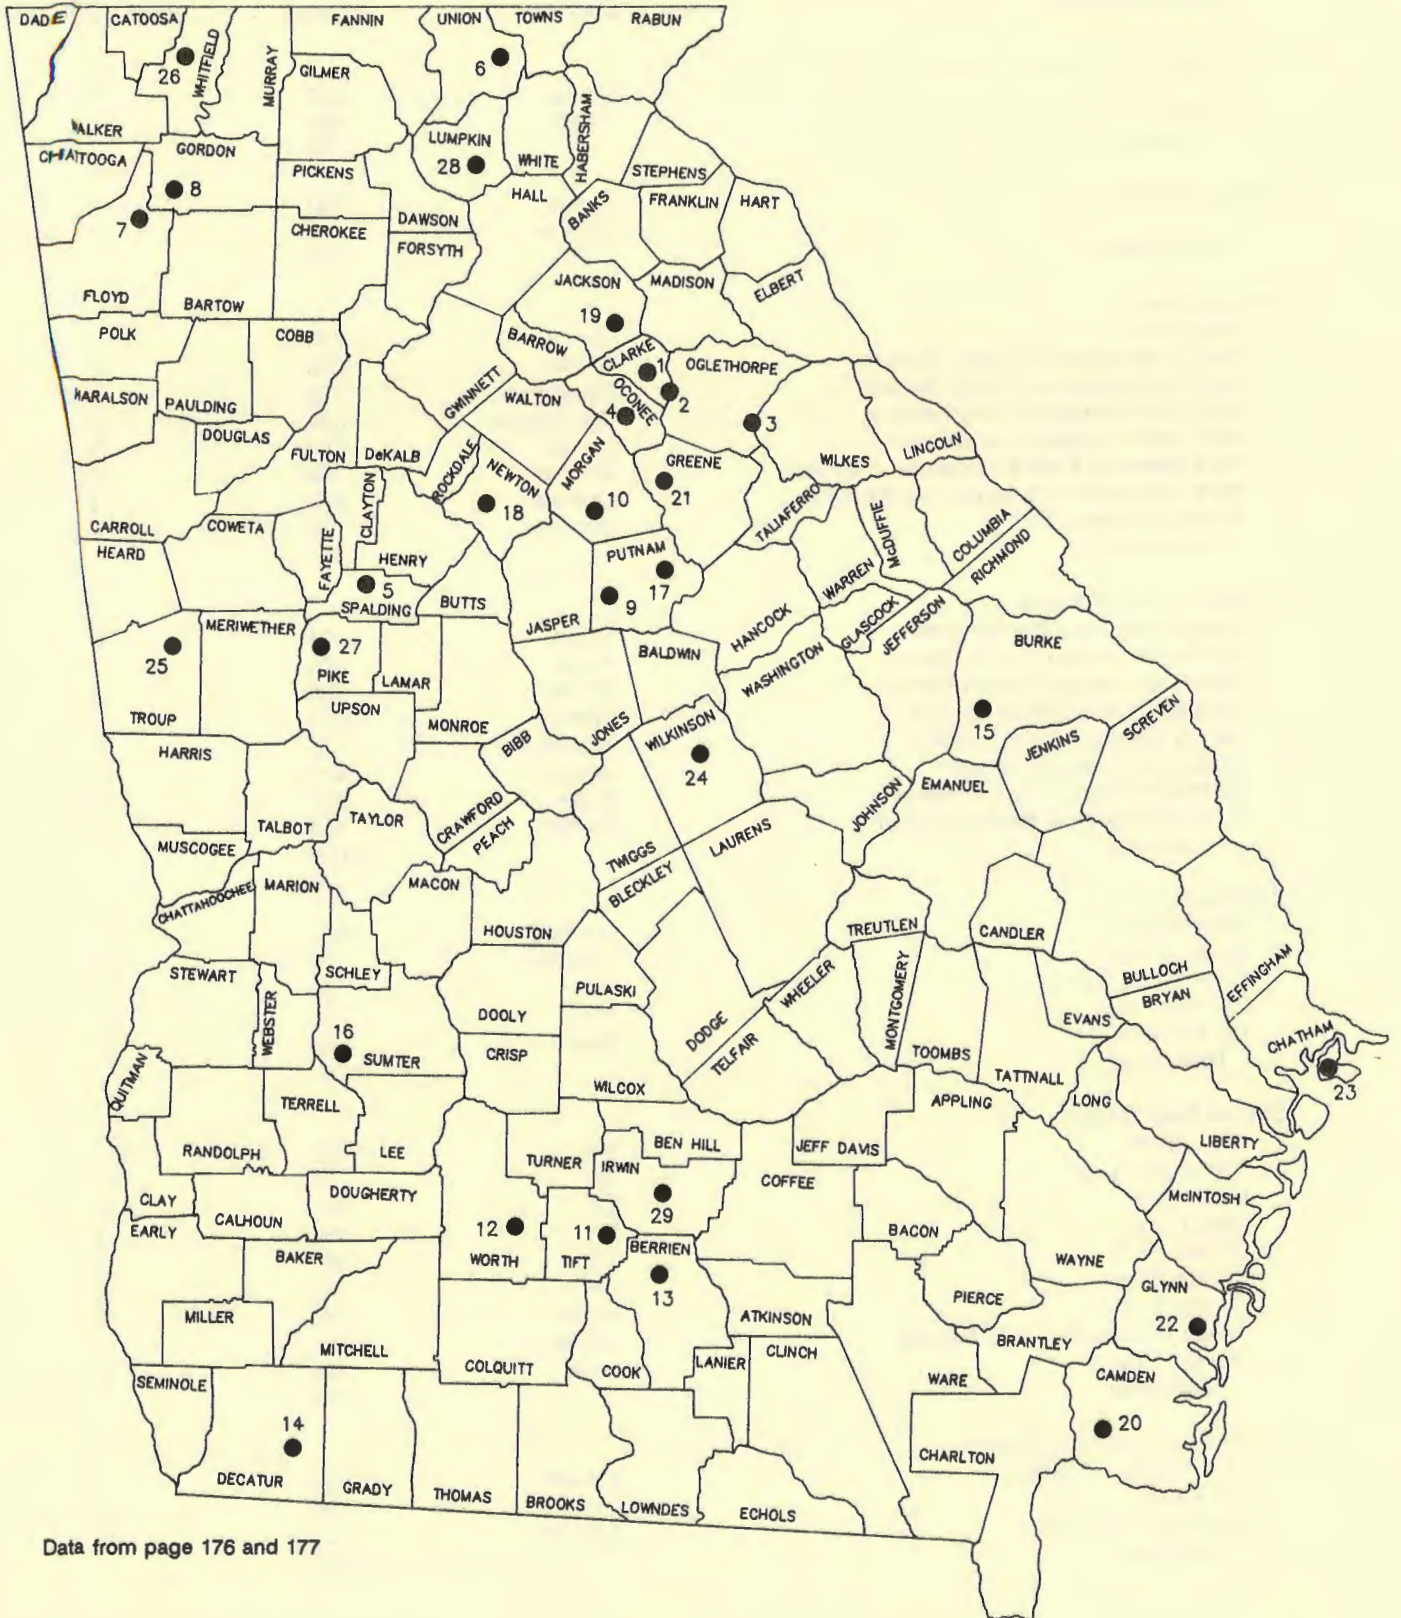 DADE CATOOSA FANNIN UNION TOWNS RABUN
WHITFIELD
26
MURRAY
GILMER
6
WALKER
HABERSHAM
LUMPKIN
CHATTOOGA
GORDON
PICKENS
28
WHITE
STEPHENS
8
HALL
BANKS
FRANKLIN HART
7
DAWSON
CHEROKEE
FORSYTH
JACKSON MADISON ELBERT
FLOYD
BARTOW
19
POLK
COBB
BARROW
CLARKE
1
OGLETHORPE
HARALSON
PAULDING
GWINNETT
WALTON
OCONEE
4
2
3
DOUGLAS
FULTON
DeKALB
ROCKDALE
NEWTON
MORGAN
GREENE
WILKES
LINCOLN
CARROLL
COWETA
CLAYTON
18
10
21
TALIAFERRO
McDUFFIE
COLUMBIA
RICHMOND
HEARD
FAYETTE
HENRY
PUTNAM
WARREN
5
SPALDING
BUTTS
9
17
JASPER
HANCOCK
GLASCOCK
JEFFERSON
MERIWETHER
BALDWIN
WASHINGTON
BURKE
25
27
PIKE
LAMAR
TROUP
UPSON
MONROE
JONES
WILKINSON
15
SCREVEN
HARRIS
BIBB
24
JENKINS
EMANUEL
TALBOT
TAYLOR
CRAWFORD
PEACH
JOHNSON
MUSCOGEE
TWIGGS
LAURENS
BLECKLEY
CHATTAHOOCHEE
MARION
MACON
HOUSTON
TREUTLEN
CANDLER
STEWART
SCHLEY
PULASKI
WHEELER
MONTGOMERY
BULLOCH
BRYAN
EFFINGHAM
WEBSTER
DOOLY
DODGE
EVANS
16
SUMTER
CRISP
TELFAIR
TOOMBS
CHATHAM
QUITMAN
WILCOX
TATTNALL
23
TERRELL
APPLING
LONG
RANDOLPH
LEE
TURNER
IRWIN
BEN HILL
JEFF DAVIS
LIBERTY
CLAY
DOUGHERTY
COFFEE
McINTOSH
EARLY
CALHOUN
12
11
29
BACON
BAKER
WORTH
TIFT
BERRIEN
WAYNE
13
PIERCE
GLYNN
MILLER
ATKINSON
22
MITCHELL
BRANTLEY
COLQUITT
COOK
LANIER
CLINCH
SEMINOLE
WARE
CAMDEN
14
20
DECATUR
CHARLTON
GRADY
THOMAS
BROOKS
LOWNDES
ECHOLS
Data from page 176 and 177